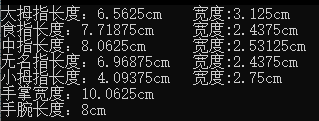 大拇指长度：6.5625cm 宽度:3.125cm
食指长度：7.71875cm 宽度:2.4375cm
中指长度：8.0625cm 宽度:2.53125cm
无名指长度：6.96875cm 宽度:2.4375cm
小拇指长度：4.09375cm 宽度:2.75cm
手掌宽度：10.0625cm
手腕长度：8cm